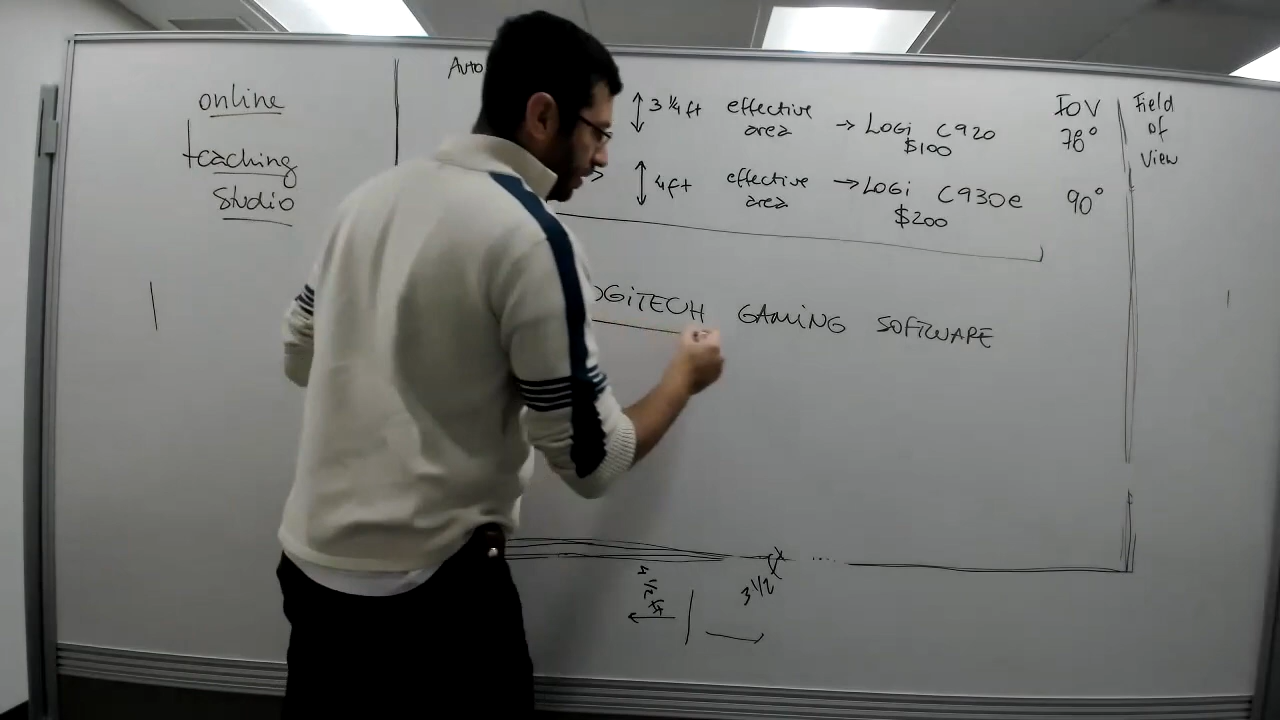 online
teaching
studio
Auto
3 1/4 ft effective area → LOGi C920 $100
FOV 78°
Field of View
4ft effective area → LOGi C930e $200
90°
OGiTECH GAMING SOFTWARE
4 1/2 ft
3 1/2
...